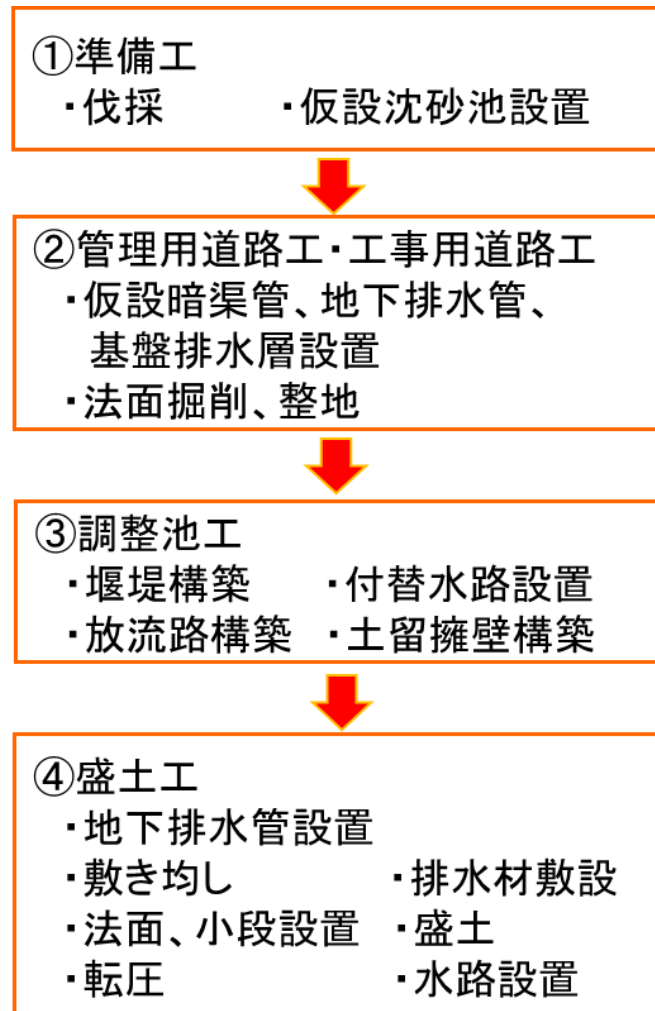 ①準備工
・伐採 ・仮設沈砂池設置
②管理用道路工・工事用道路工
・仮設暗渠管、地下排水管、
基盤排水層設置
・法面掘削、整地
③調整池工
・堰堤構築 ・付替水路設置
・放流路構築 ・土留擁壁構築
④盛土工
・地下排水管設置
・敷き均し ・排水材敷設
・法面、小段設置 ・盛土
・転圧 ・水路設置